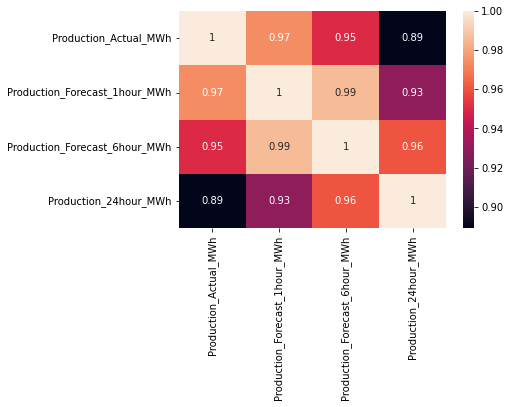 Production_Actual_MWh 1 0.97 0.95 0.89
Production_Forecast_1hour_MWh 0.97 1 0.99 0.93
Production_Forecast_6hour_MWh 0.95 0.99 1 0.96
Production_24hour_MWh 0.89 0.93 0.96 1
Production_Actual_MWh
Production_Forecast_1hour_MWh
Production_Forecast_6hour_MWh
Production_24hour_MWh
1.00
0.98
0.96
0.94
0.92
0.90